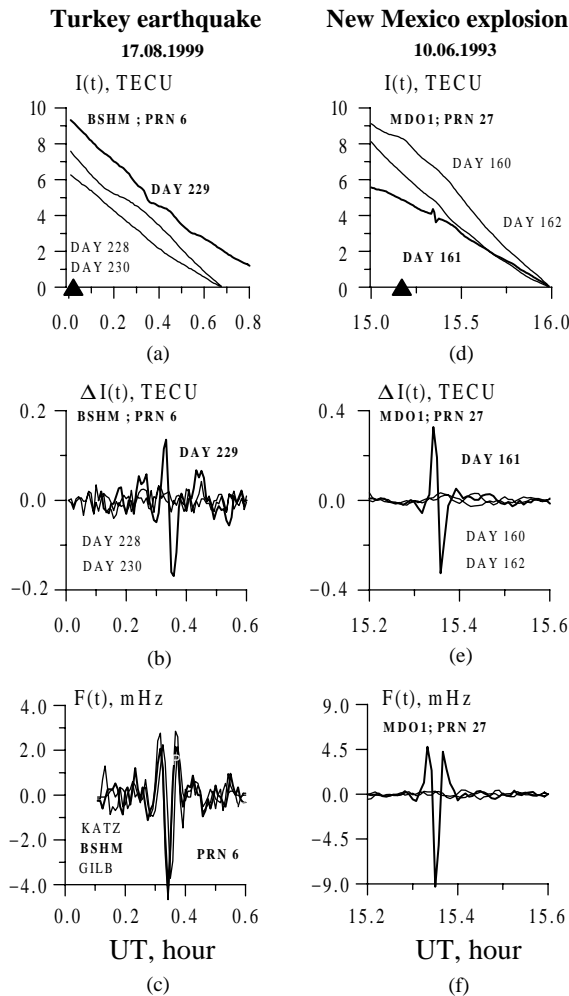 Turkey earthquake
17.08.1999
I(t), TECU
10
8
6
4
2
0
BSHM ; PRN 6
DAY 229
DAY 228
DAY 230
0.0 0.2 0.4 0.6 0.8
(a)
ΔI(t), TECU
BSHM; PRN 6
0.2
0.0
−0.2
DAY 229
DAY 228
DAY 230
0.0 0.2 0.4 0.6
(b)
F(t), mHz
4.0
2.0
0.0
−2.0
−4.0
KATZ
BSHM
GILB
PRN 6
0.0 0.2 0.4 0.6
UT, hour
(c)
New Mexico explosion
10.06.1993
I(t), TECU
10
8
6
4
2
0
MDO1; PRN 27
DAY 160
DAY 162
DAY 161
15.0 15.5 16.0
(d)
ΔI(t), TECU
MDO1; PRN 27
0.4
0.0
−0.4
DAY 161
DAY 160
DAY 162
15.2 15.4 15.6
(e)
F(t), mHz
MDO1; PRN 27
9.0
4.5
0.0
−4.5
−9.0
15.2 15.4 15.6
UT, hour
(f)